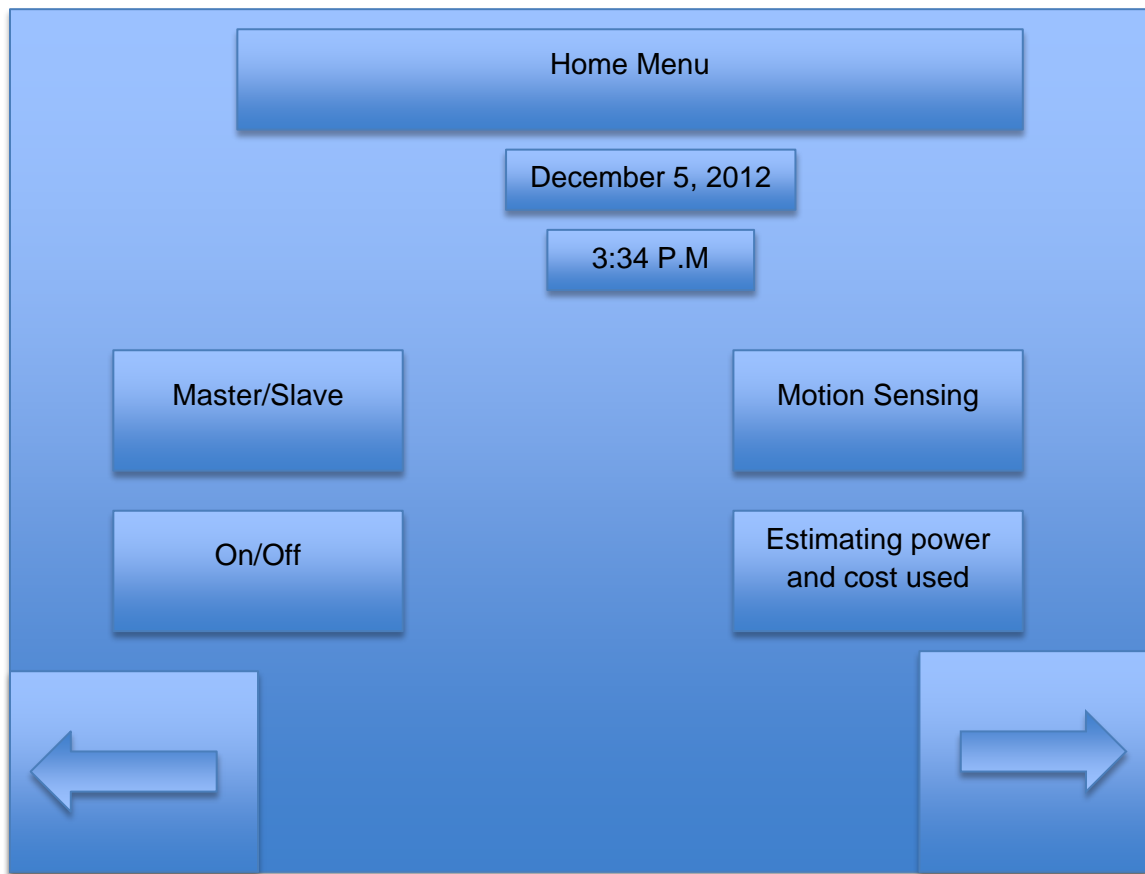 Home Menu
December 5, 2012
3:34 P.M
Master/Slave
Motion Sensing
On/Off
Estimating power
and cost used